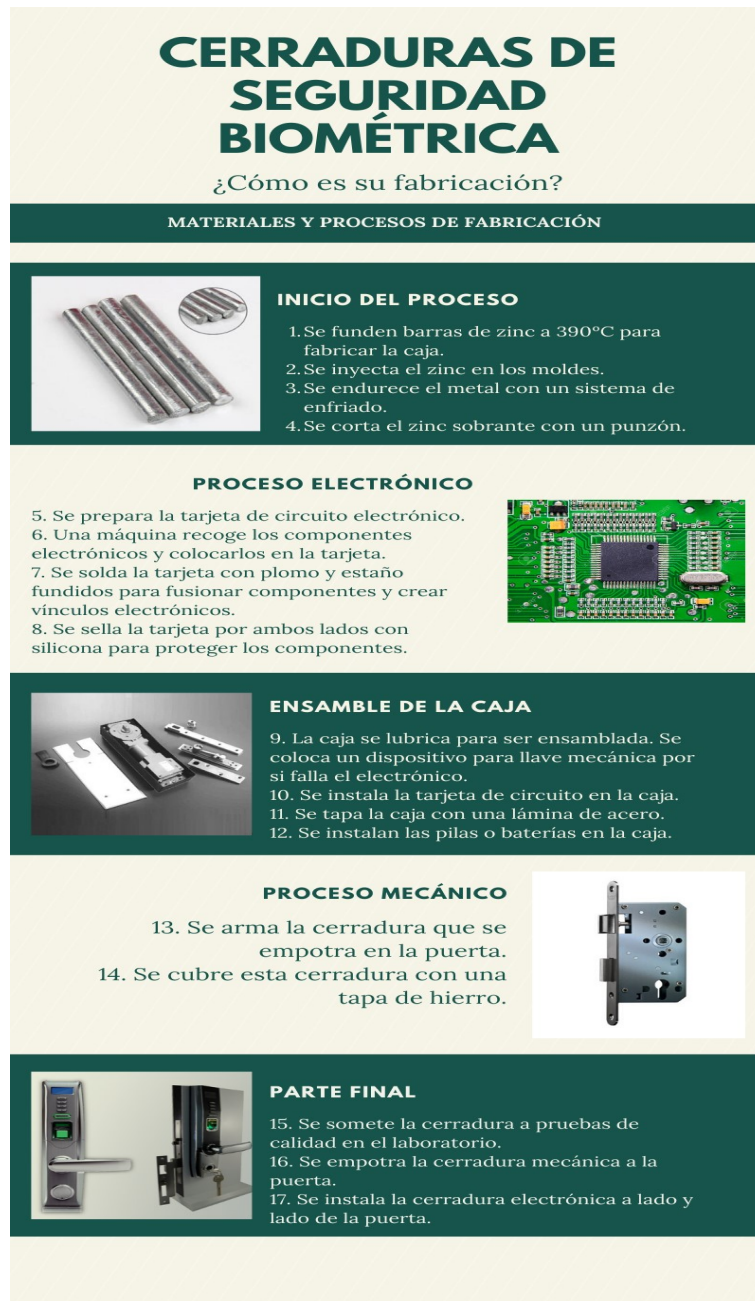 CERRADURAS DE
SEGURIDAD
BIOMÉTRICA
¿Cómo es su fabricación?
MATERIALES Y PROCESOS DE FABRICACIÓN
INICIO DEL PROCESO
1. Se funden barras de zinc a 390°C para
fabricar la caja.
2. Se inyecta el zinc en los moldes.
3. Se endurece el metal con un sistema de
enfriado.
4. Se corta el zinc sobrante con un punzón.
PROCESO ELECTRÓNICO
5. Se prepara la tarjeta de circuito electrónico.
6. Una máquina recoge los componentes
electrónicos y colocarlos en la tarjeta.
7. Se solda la tarjeta con plomo y estaño
fundidos para fusionar componentes y crear
vínculos electrónicos.
8. Se sella la tarjeta por ambos lados con
silicona para proteger los componentes.
ENSAMBLE DE LA CAJA
9. La caja se lubrica para ser ensamblada. Se
coloca un dispositivo para llave mecánica por
si falla el electrónico.
10. Se instala la tarjeta de circuito en la caja.
11. Se tapa la caja con una lámina de acero.
12. Se instalan las pilas o baterías en la caja.
PROCESO MECÁNICO
13. Se arma la cerradura que se
empotra en la puerta.
14. Se cubre esta cerradura con una
tapa de hierro.
PARTE FINAL
15. Se somete la cerradura a pruebas de
calidad en el laboratorio.
16. Se empotra la cerradura mecánica a la
puerta.
17. Se instala la cerradura electrónica a lado y
lado de la puerta.